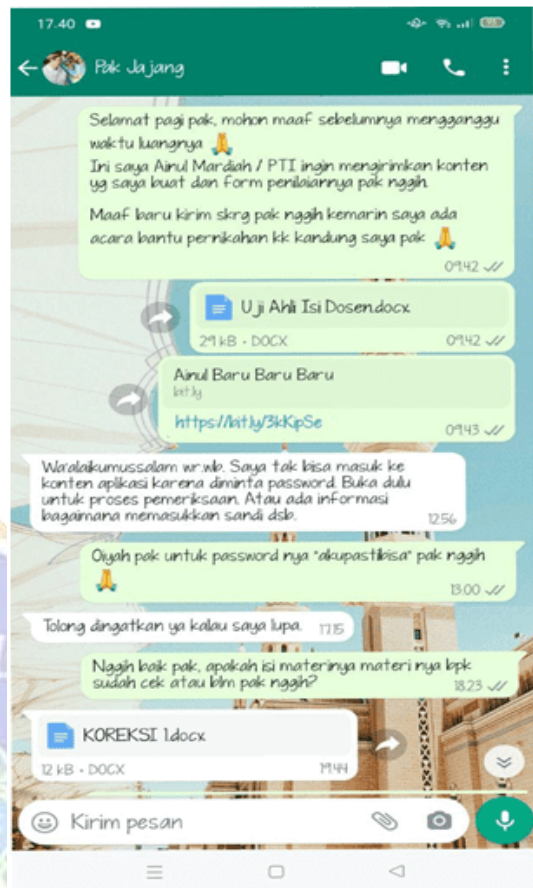 17.40
Pak Jajang
Selamat pagi pak, mohon maaf sebelumnya mengganggu
waktu luangnya 🙏
Ini saya Ainul Mardiah / PTI ingin mengirimkan konten
yg saya buat dan form penilaiannya pak nggih.
Maaf baru kirim skrg pak nggih kemarin saya ada
acara bantu pernikahan kk kandung saya pak 🙏
09.42
Uji Ahli Isi Dosen.docx
29 kB • DOCX 09.42
Ainul Baru Baru Baru
bit.ly
https://bit.ly/3kKipSe
09.43
Wa'alaikumussalam wr.wb. Saya tak bisa masuk ke
konten aplikasi karena diminta password. Buka dulu
untuk proses pemeriksaan. Atau ada informasi
bagaimana memasukkan sandi dsb.
12.56
Oiyah pak untuk password nya "akupastibisa" pak nggih
🙏
13.00
Tolong diingatkan ya kalau saya lupa. 17.15
Nggih baik pak, apakah isi materinya materi nya bpk
sudah cek atau blm pak nggih?
18.23
KOREKSI 1.docx
12 kB • DOCX 19.44
Kirim pesan